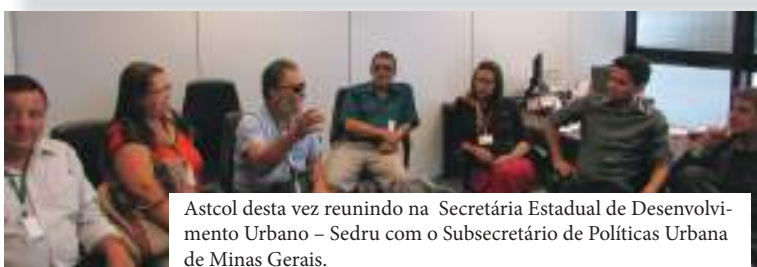 Astcol desta vez reunindo na  Secretária Estadual de Desenvolvi-
mento Urbano – Sedru com o Subsecretário de Políticas Urbana
de Minas Gerais.